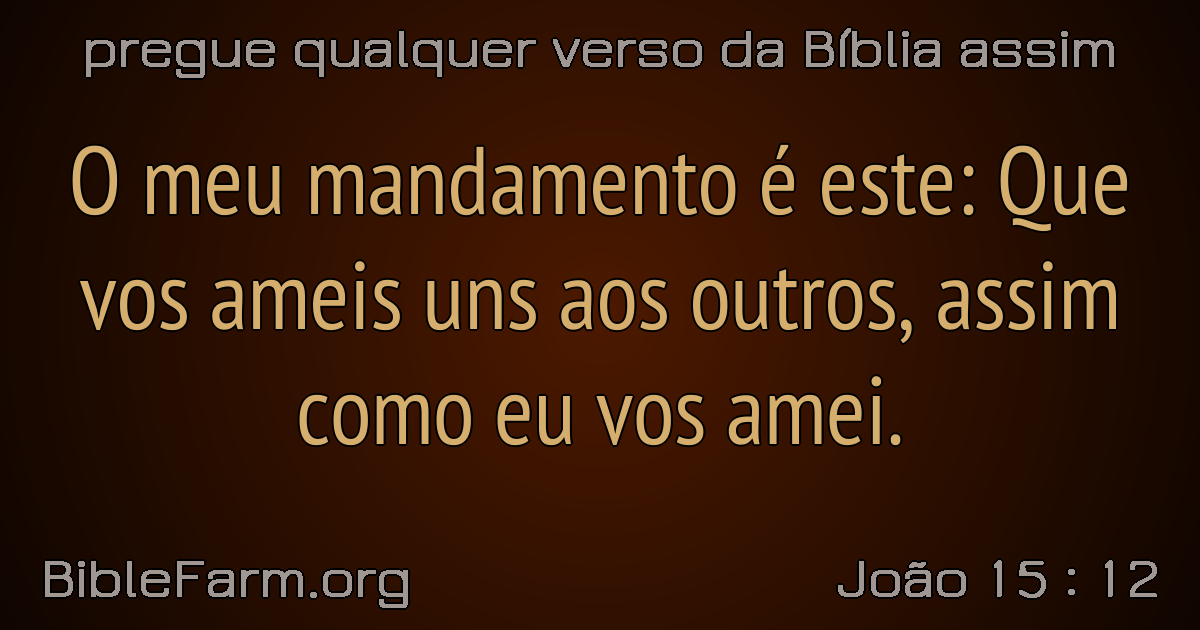 pregue qualquer verso da Bíblia assim
O meu mandamento é este: Que
vos ameis uns aos outros, assim
como eu vos amei.
BibleFarm.org
João 15 : 12